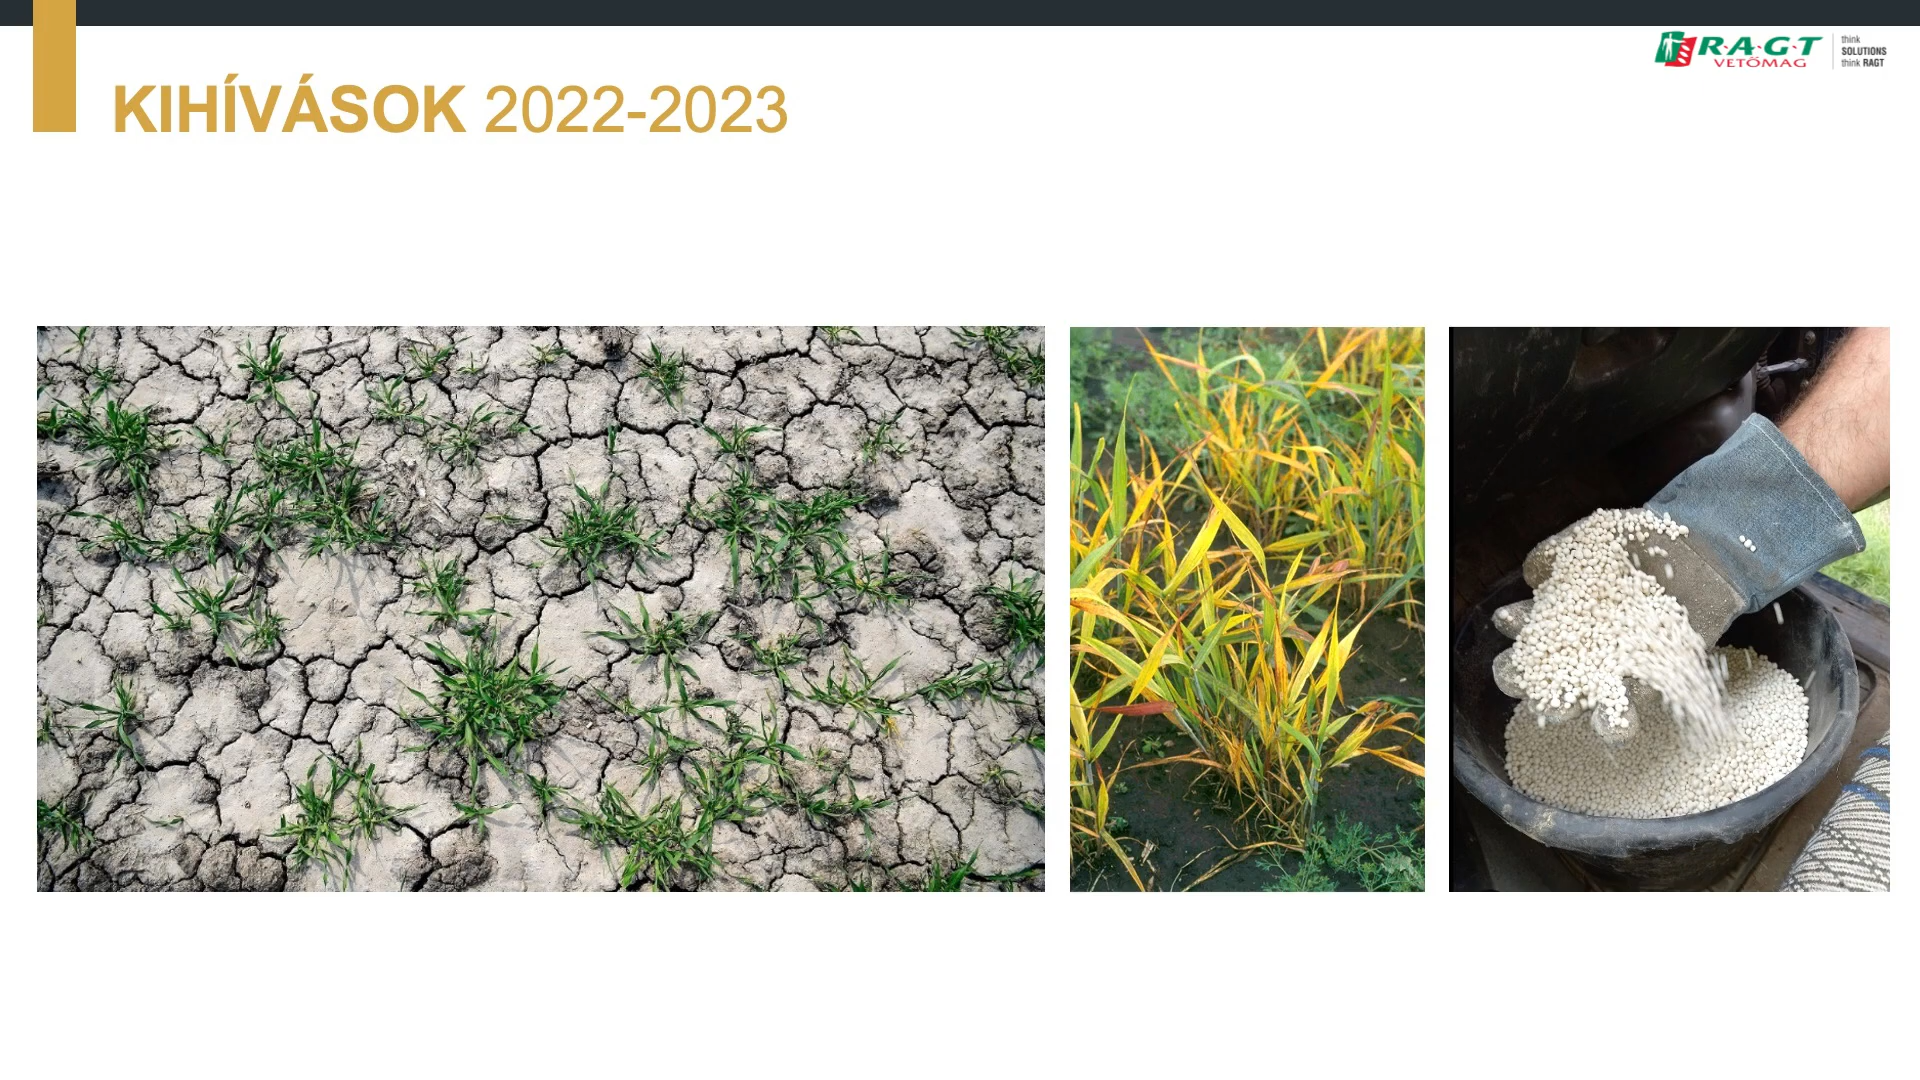 R·A·G·T
VETŐMAG
think
SOLUTIONS
think RAGT
KIHÍVÁSOK 2022-2023